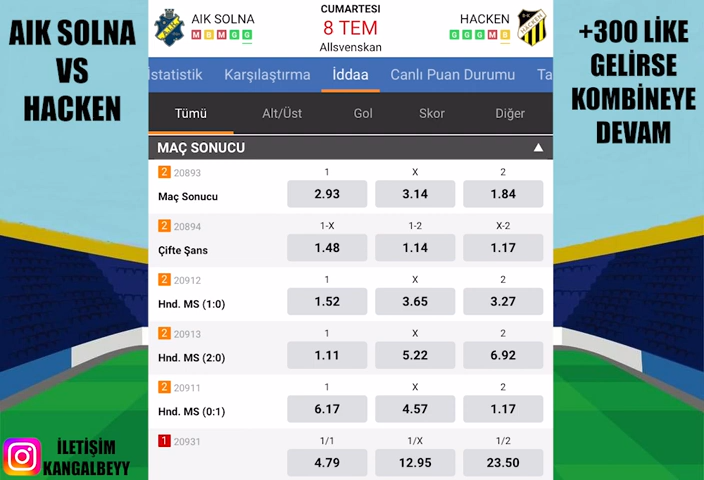 AIK SOLNA
VS
HACKEN
AIK SOLNA
M B M G G
CUMARTESİ
8 TEM
Allsvenskan
HACKEN
G G G M B
+300 LİKE
GELİRSE
KOMBİNEYE
DEVAM
İstatistik Karşılaştırma İddaa Canlı Puan Durumu Ta
Tümü Alt/Üst Gol Skor Diğer
MAÇ SONUCU
2 20893 1 X 2
Maç Sonucu 2.93 3.14 1.84
2 20894 1-X 1-2 X-2
Çifte Şans 1.48 1.14 1.17
2 20912 1 X 2
Hnd. MS (1:0) 1.52 3.65 3.27
2 20913 1 X 2
Hnd. MS (2:0) 1.11 5.22 6.92
2 20911 1 X 2
Hnd. MS (0:1) 6.17 4.57 1.17
1 20931 1/1 1/X 1/2
4.79 12.95 23.50
İLETİŞİM
KANGALBEYY